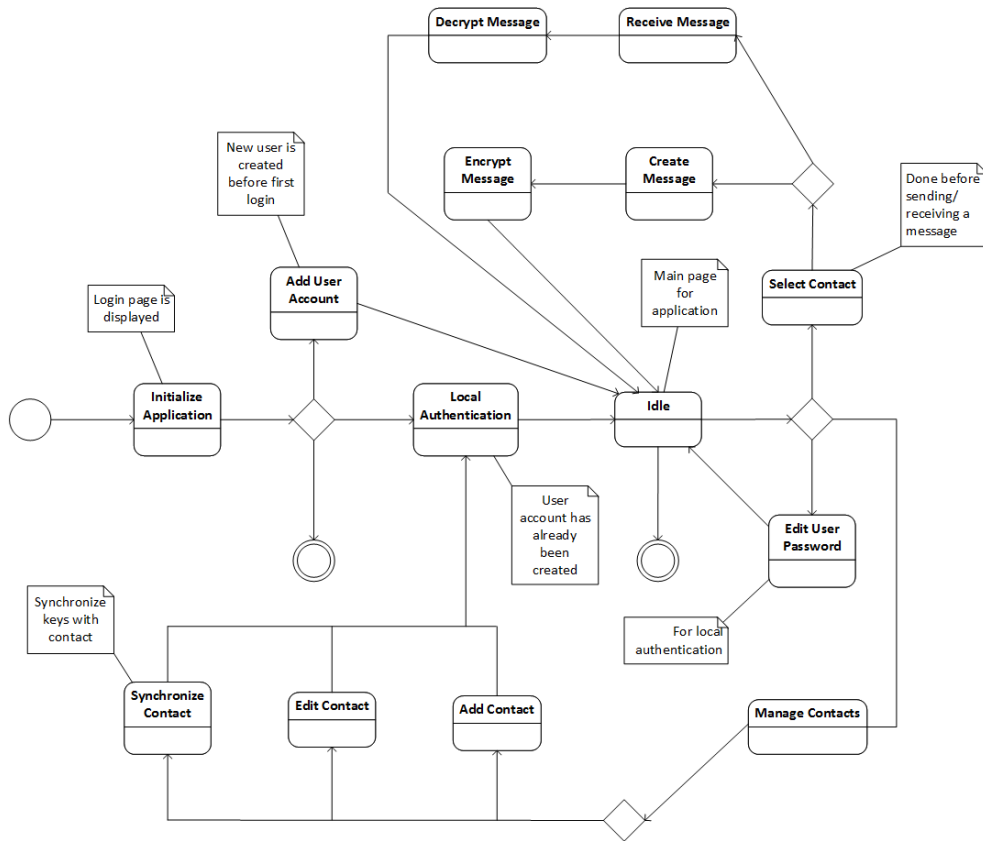 Decrypt Message
Receive Message
New user is
created
before first
login
Encrypt
Message
Create
Message
Done before
sending/
receiving a
message
Login page is
displayed
Add User
Account
Main page
for
application
Select Contact
Initialize
Application
Local
Authentication
Idle
User
account has
already
been
created
Edit User
Password
Synchronize
keys with
contact
For local
authentication
Synchronize
Contact
Edit Contact
Add Contact
Manage Contacts